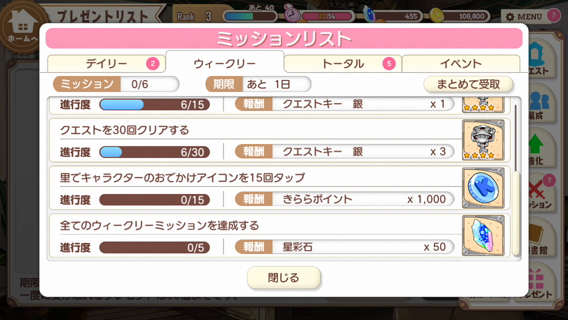 プレゼントリスト
Rank 3
あと 40
455
108,800
MENU 7
ホームへ
ミッションリスト
デイリー 2
ウィークリー
トータル 5
イベント
ミッション 0/6
期限 あと 1日
まとめて受取
進行度 6/15 報酬 クエストキー 銀 x 1
クエストを30回クリアする
進行度 6/30 報酬 クエストキー 銀 x 3
里でキャラクターのおでかけアイコンを15回タップ
進行度 0/15 報酬 きららポイント x 1,000
全てのウィークリーミッションを達成する
進行度 0/5 報酬 星彩石 x 50
閉じる